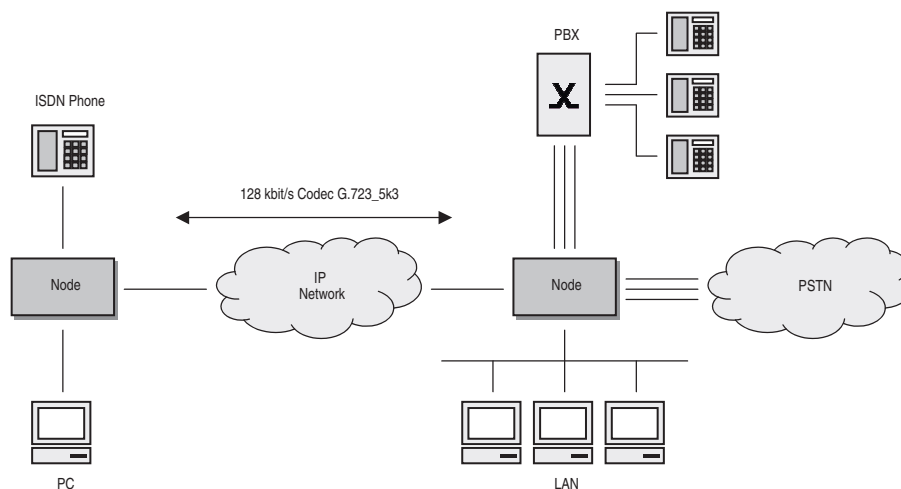 PBX
ISDN Phone
128 kbit/s Codec G.723_5k3
Node
IP
Network
Node
PSTN
PC
LAN